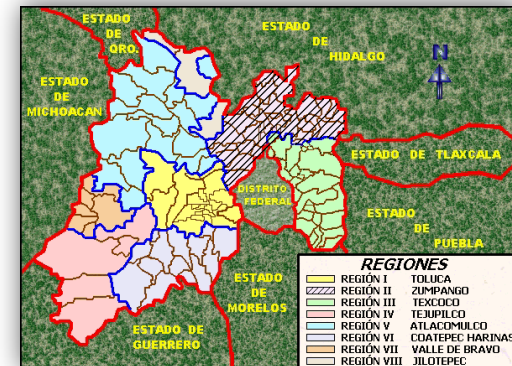 ESTADO
DE
QRO.
ESTADO
DE
HIDALGO
N
ESTADO
DE
MICHOACAN
ESTADO DE TLAXCALA
DISTRITO
FEDERAL
ESTADO
DE
PUEBLA
ESTADO
DE
MORELOS
ESTADO DE
GUERRERO
REGIONES
REGIÓN I TOLUCA
REGIÓN II ZUMPANGO
REGIÓN III TEXCOCO
REGIÓN IV TEJUPILCO
REGIÓN V ATLACOMULCO
REGIÓN VI COATEPEC HARINAS
REGIÓN VII VALLE DE BRAVO
REGIÓN VIII JILOTEPEC